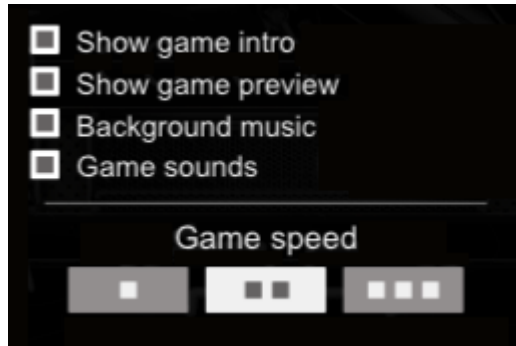 Show game intro
Show game preview
Background music
Game sounds
Game speed